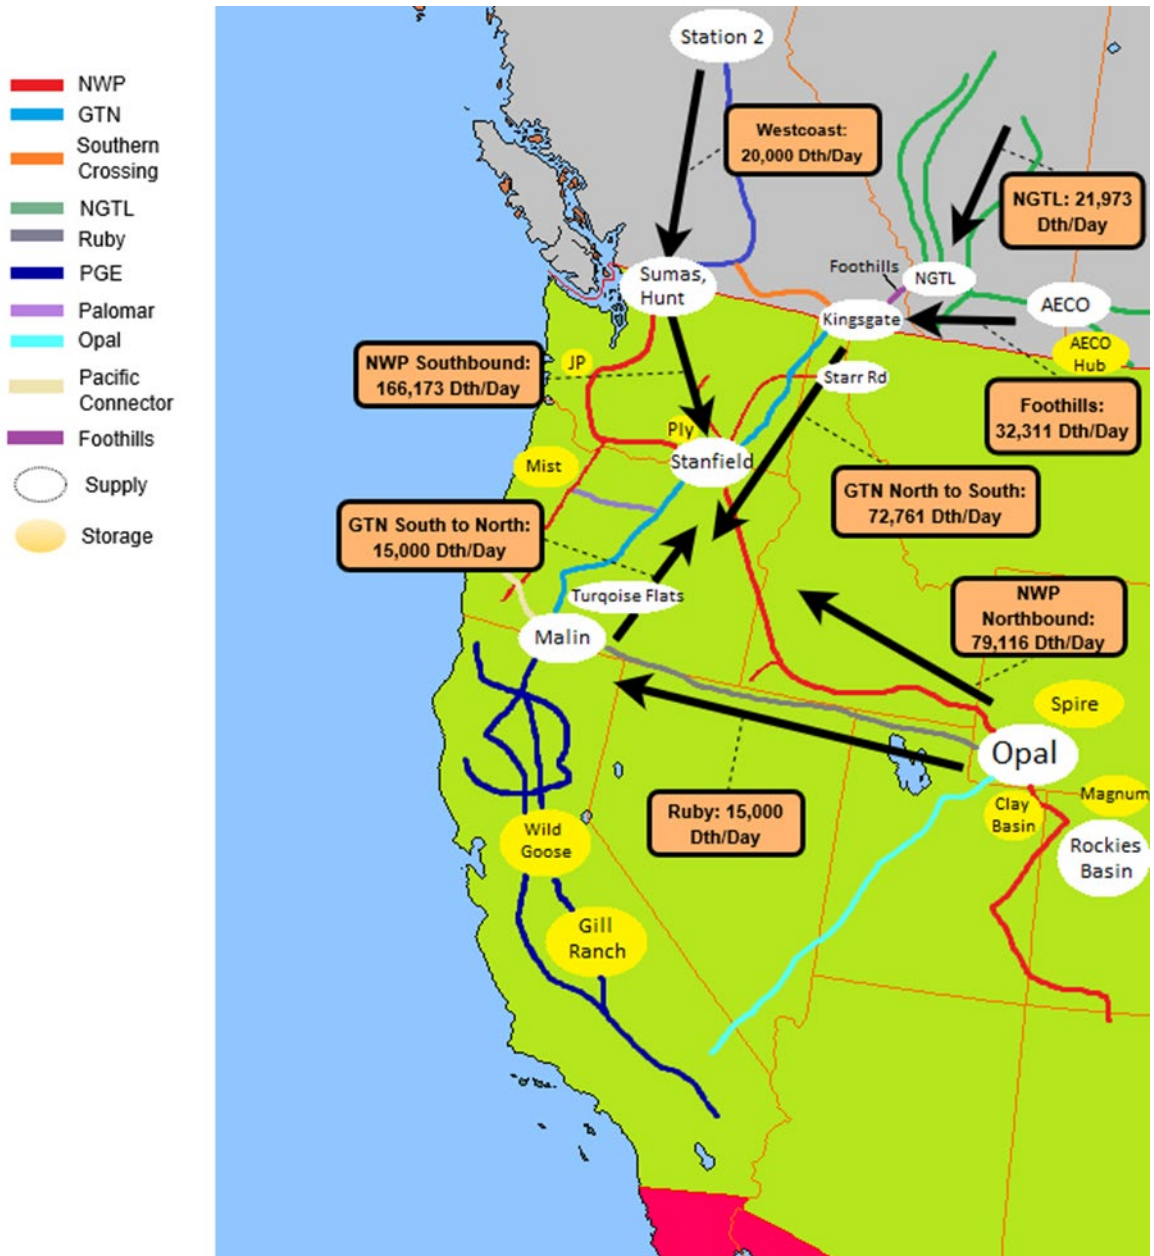 NWP
GTN
Southern
Crossing
NGTL
Ruby
PGE
Palomar
Opal
Pacific
Connector
Foothills
Supply
Storage
Station 2
Westcoast:
20,000 Dth/Day
NGTL: 21,973
Dth/Day
Foothills
NGTL
Sumas,
Hunt
Kingsgate
AECO
AECO
Hub
NWP Southbound:
166,173 Dth/Day
JP
Starr Rd
Foothills:
32,311 Dth/Day
Ply
Stanfield
Mist
GTN North to South:
72,761 Dth/Day
GTN South to North:
15,000 Dth/Day
Turqoise Flats
Malin
NWP
Northbound:
79,116 Dth/Day
Spire
Opal
Ruby: 15,000
Dth/Day
Clay
Basin
Magnum
Rockies
Basin
Wild
Goose
Gill
Ranch